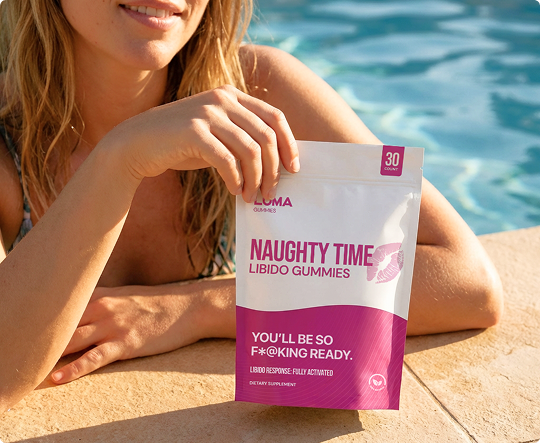 30
COUNT
LUMA
GUMMIES
NAUGHTY TIME
LIBIDO GUMMIES
YOU'LL BE SO
F*@KING READY.
LIBIDO RESPONSE: FULLY ACTIVATED
DIETARY SUPPLEMENT